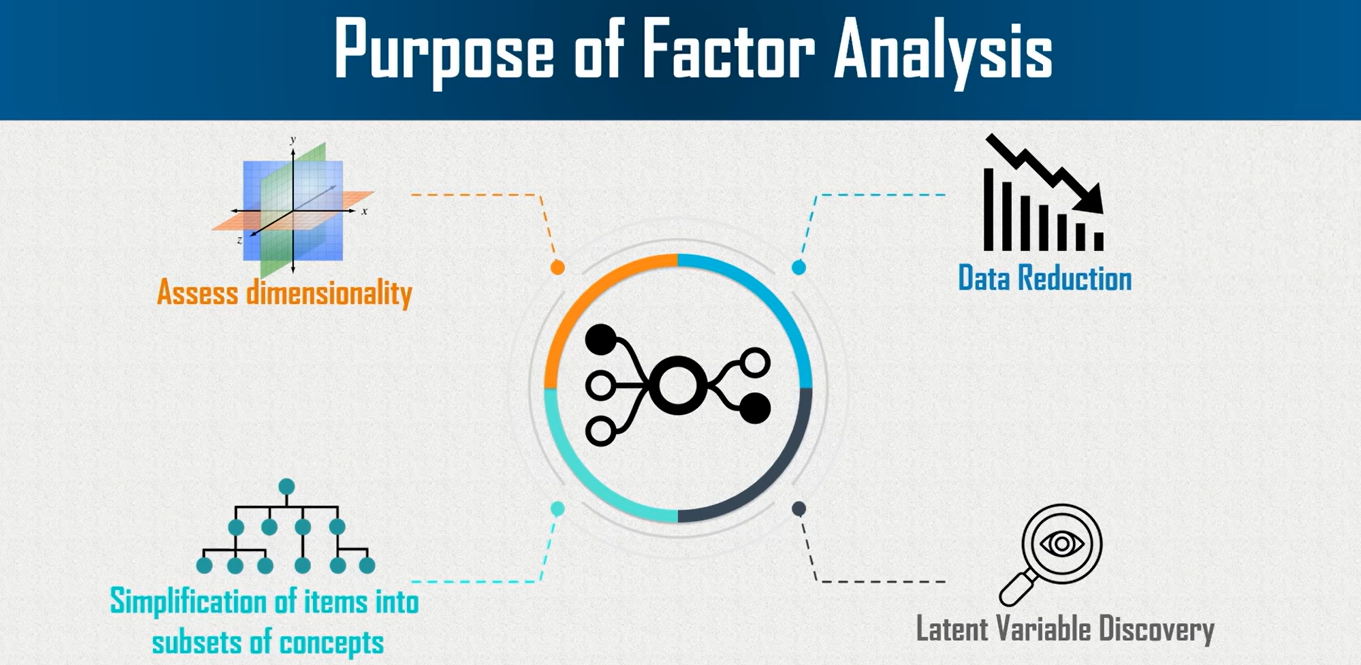 Purpose of Factor Analysis
y
x
z
Assess dimensionality
Data Reduction
Simplification of items into
subsets of concepts
Latent Variable Discovery